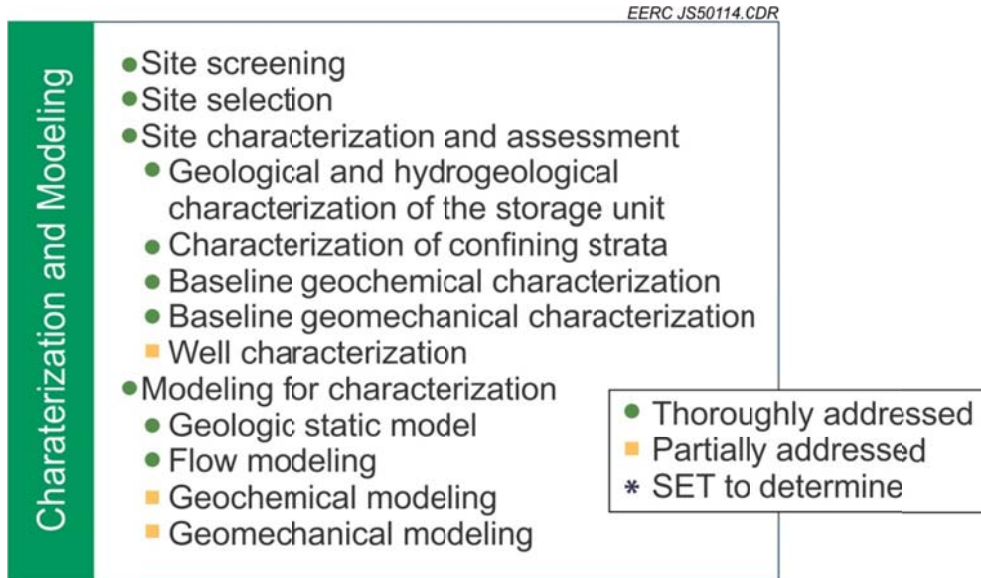 EERC JS50114.CDR
Charaterization and Modeling
● Site screening
● Site selection
● Site characterization and assessment
● Geological and hydrogeological
characterization of the storage unit
● Characterization of confining strata
● Baseline geochemical characterization
● Baseline geomechanical characterization
■ Well characterization
● Modeling for characterization
● Geologic static model
● Flow modeling
■ Geochemical modeling
■ Geomechanical modeling
● Thoroughly addressed
■ Partially addressed
* SET to determine